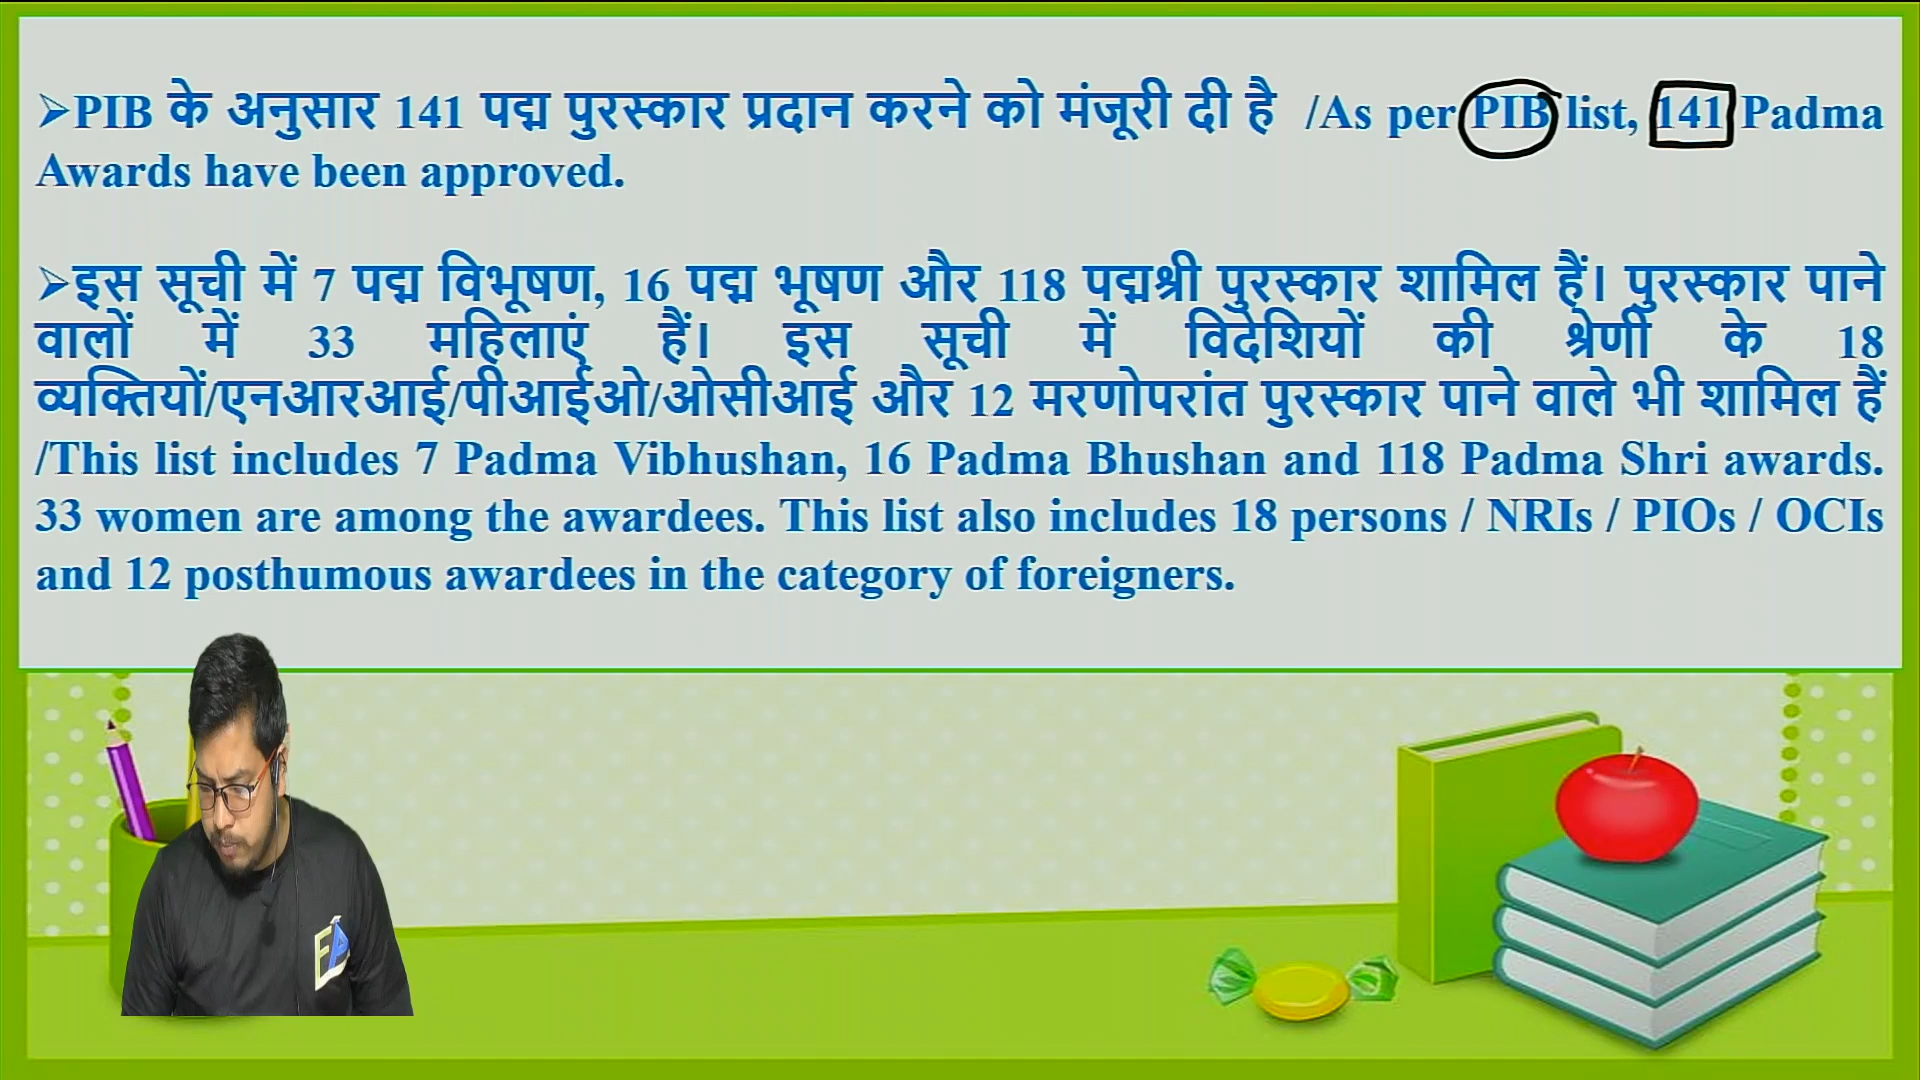 ➢PIB के अनुसार 141 पद्म पुरस्कार प्रदान करने को मंजूरी दी है /As per PIB list, 141 Padma
Awards have been approved.
➢इस सूची में 7 पद्म विभूषण, 16 पद्म भूषण और 118 पद्मश्री पुरस्कार शामिल हैं। पुरस्कार पाने
वालों में 33 महिलाएं हैं। इस सूची में विदेशियों की श्रेणी के 18
व्यक्तियों/एनआरआई/पीआईओ/ओसीआई और 12 मरणोपरांत पुरस्कार पाने वाले भी शामिल हैं
/This list includes 7 Padma Vibhushan, 16 Padma Bhushan and 118 Padma Shri awards.
33 women are among the awardees. This list also includes 18 persons / NRIs / PIOs / OCIs
and 12 posthumous awardees in the category of foreigners.